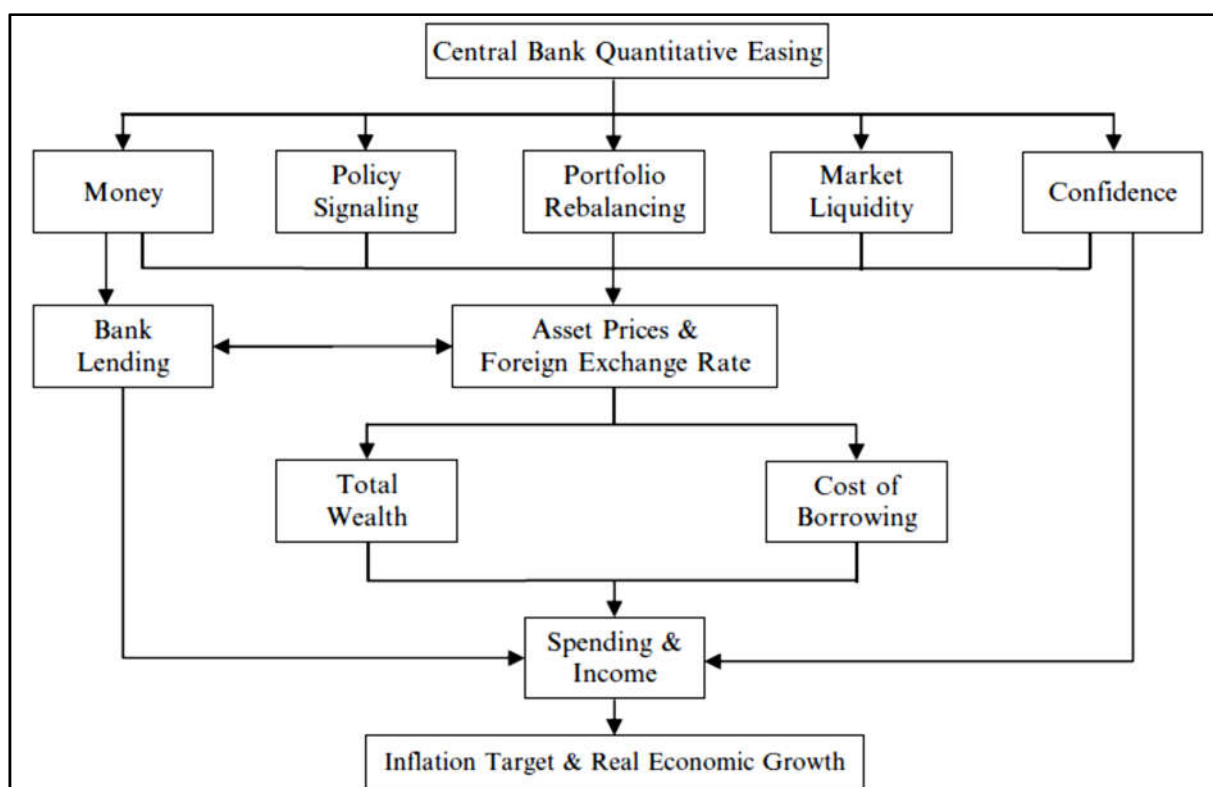 Central Bank Quantitative Easing
Money
Policy
Signaling
Portfolio
Rebalancing
Market
Liquidity
Confidence
Bank
Lending
Asset Prices &
Foreign Exchange Rate
Total
Wealth
Cost of
Borrowing
Spending &
Income
Inflation Target & Real Economic Growth